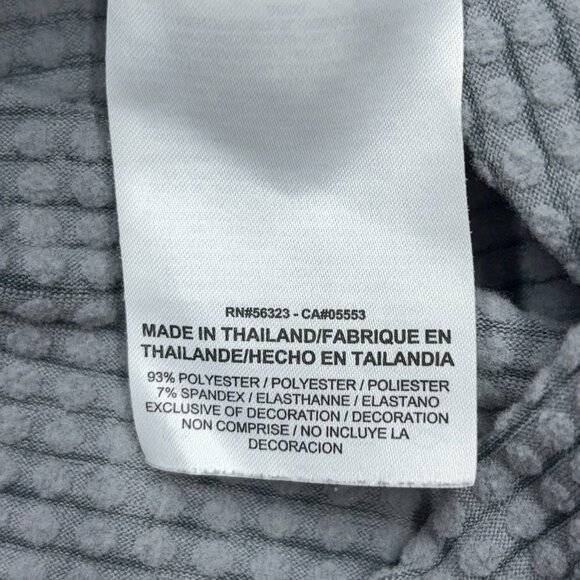 RN#56323 - CA#05553
MADE IN THAILAND/FABRIQUE EN
THAILANDE/HECHO EN TAILANDIA
93% POLYESTER / POLYESTER / POLIESTER
7% SPANDEX / ELASTHANNE / ELASTANO
EXCLUSIVE OF DECORATION / DECORATION
NON COMPRISE / NO INCLUYE LA
DECORACION